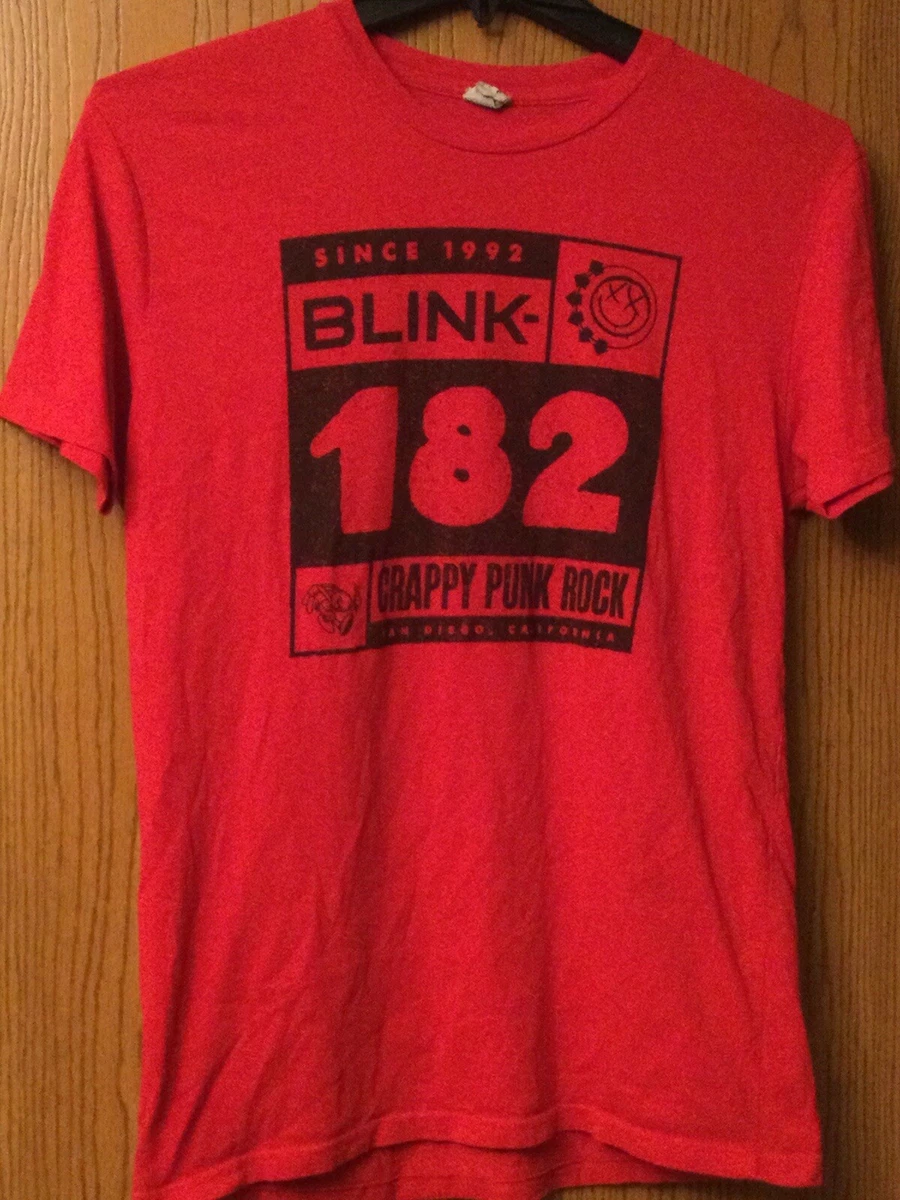 SINCE 1992
BLINK-
182
CRAPPY PUNK ROCK
SAN DIEGO, CALIFORNIA